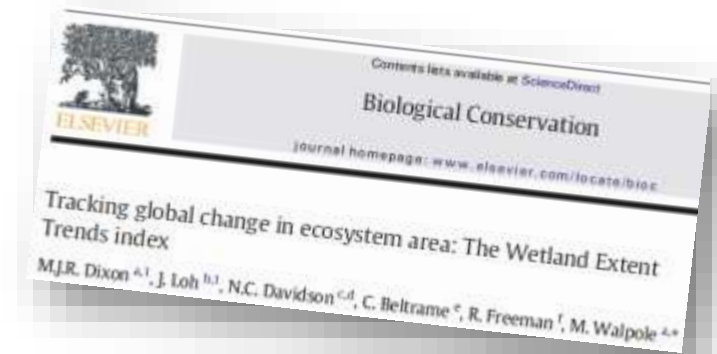 Contents lists available at ScienceDirect
Biological Conservation
ELSEVIER
journal homepage: www.elsevier.com/locate/bioc
Tracking global change in ecosystem area: The Wetland Extent
Trends index
M.J.R. Dixon a,1, J. Loh b,1, N.C. Davidson c,d, C. Beltrame e, R. Freeman f, M. Walpole a,*